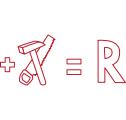 + = R